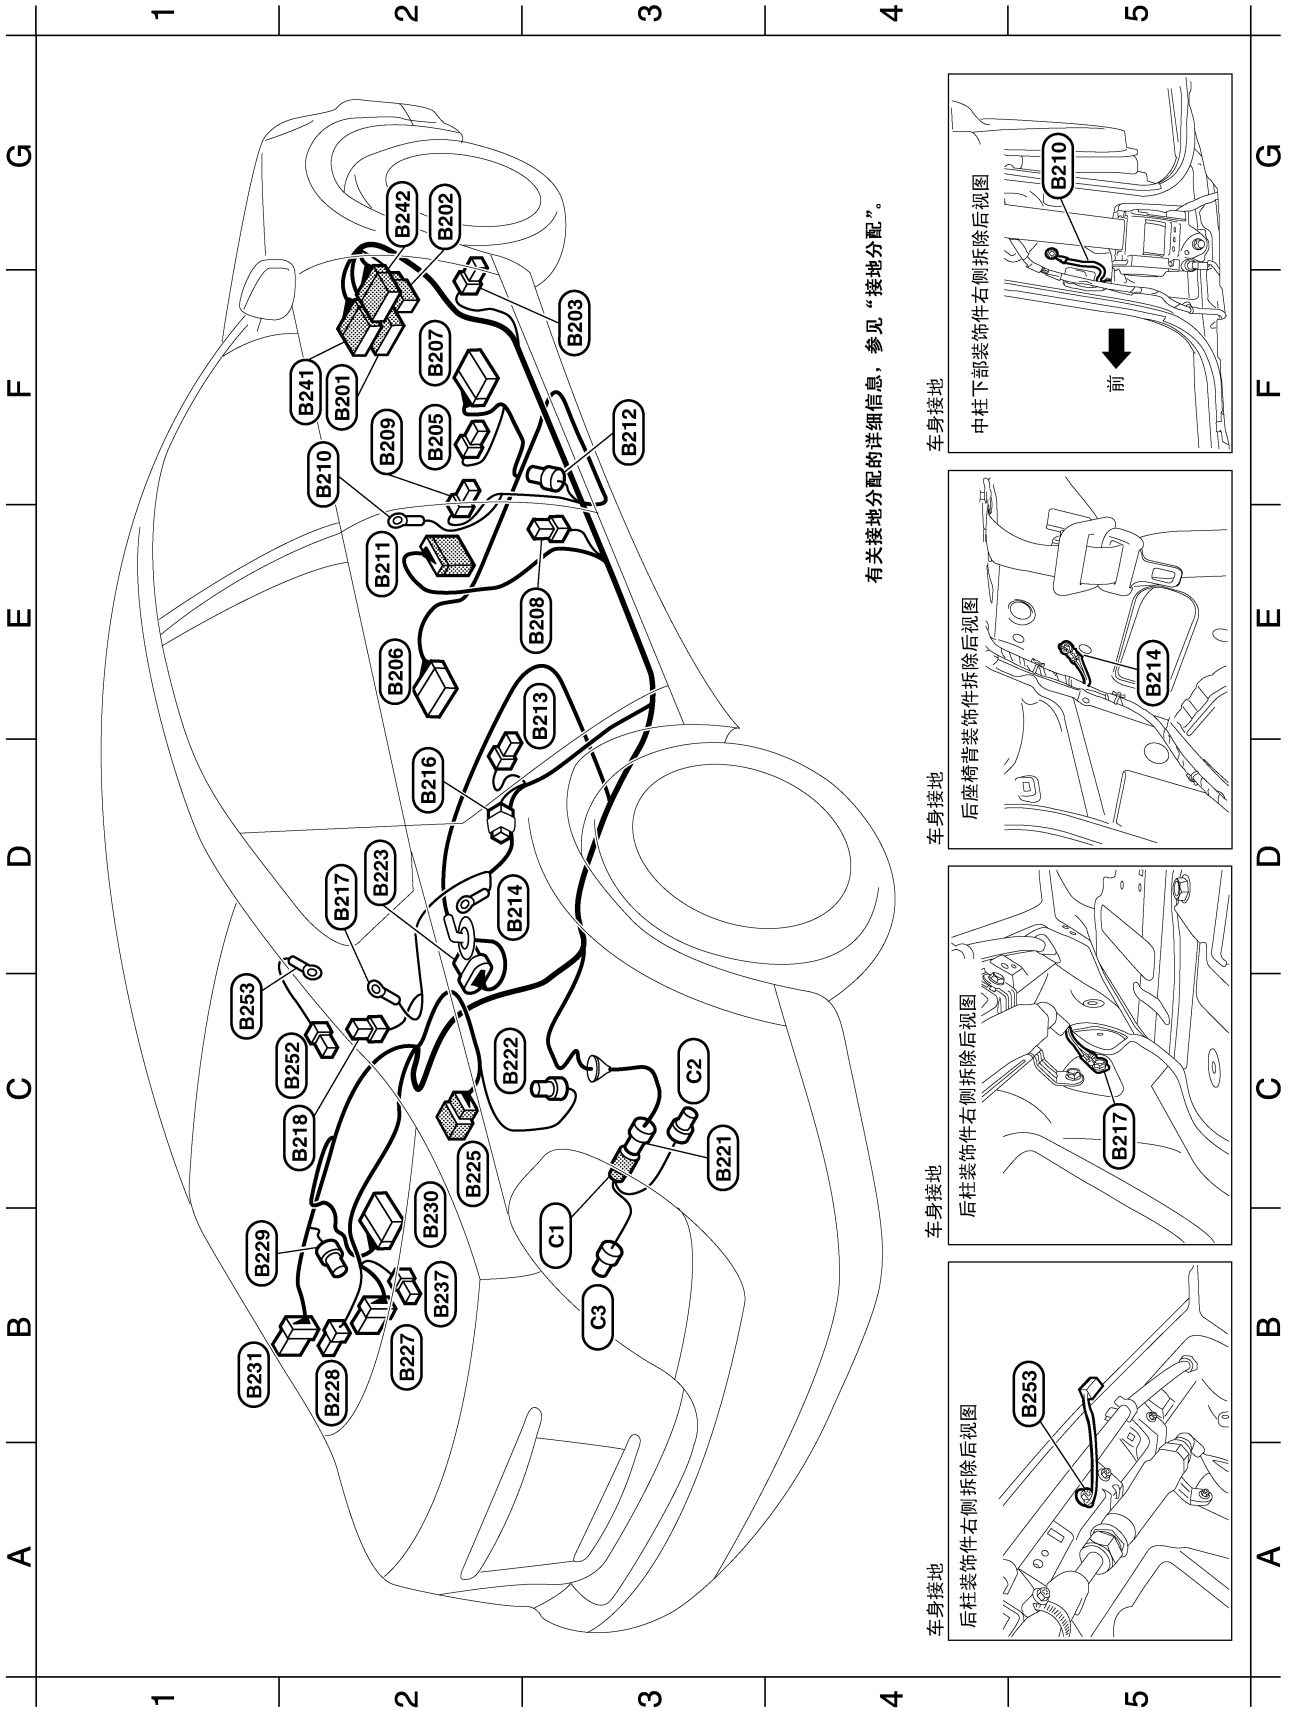 1 2 3 4 5
G
F
E
D
C
B
A
B242
B202
B203
B207
B241
B201
B205
B209
B210
B212
B211
B208
B206
B213
B216
B223
B217
B214
B253
B252
B218
B222
C2
B221
B225
C1
B230
B229
C3
B237
B231
B227
B228
有关接地分配的详细信息，参见“接地分配”。
车身接地
后柱装饰件右侧拆除后视图
B253
车身接地
后柱装饰件右侧拆除后视图
B217
车身接地
后座椅背装饰件拆除后视图
B214
车身接地
中柱下部装饰件右侧拆除后视图
B210
前
G
F
E
D
C
B
A
1 2 3 4 5